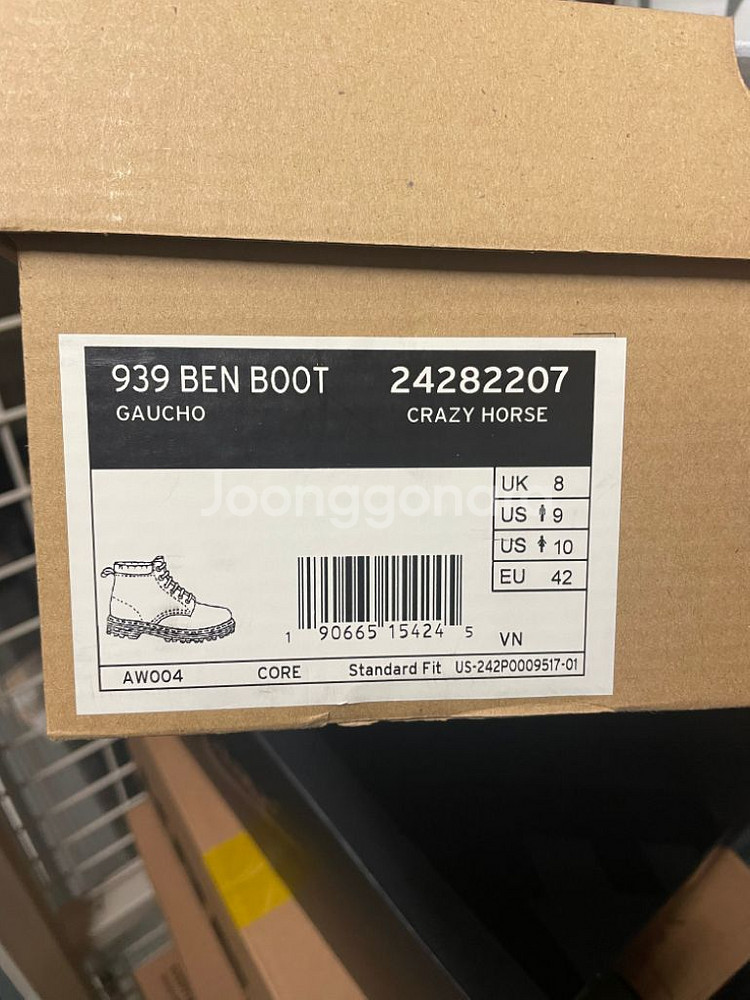 939 BEN BOOT 24282207
GAUCHO CRAZY HORSE
Joonggonara
UK 8
US 9
US 10
EU 42
1 90665 15424 5
VN
AW004 CORE Standard Fit US-242P0009517-01